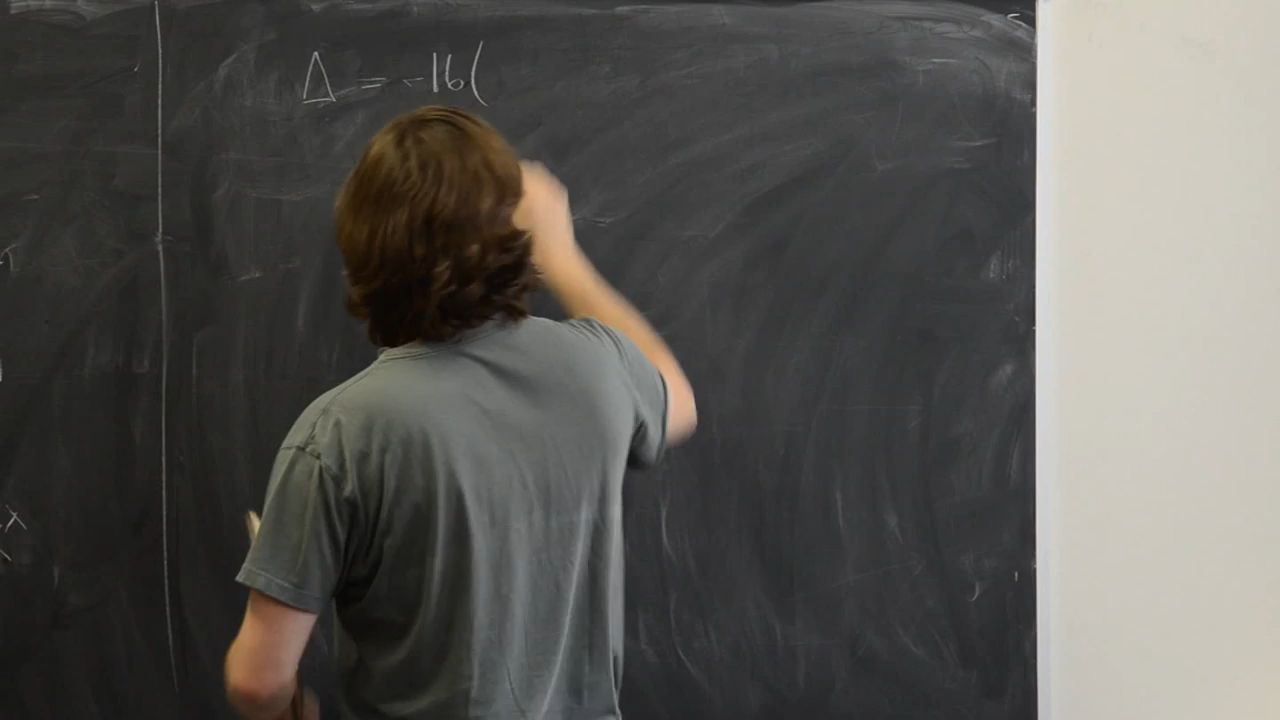 Δ = -16(
x